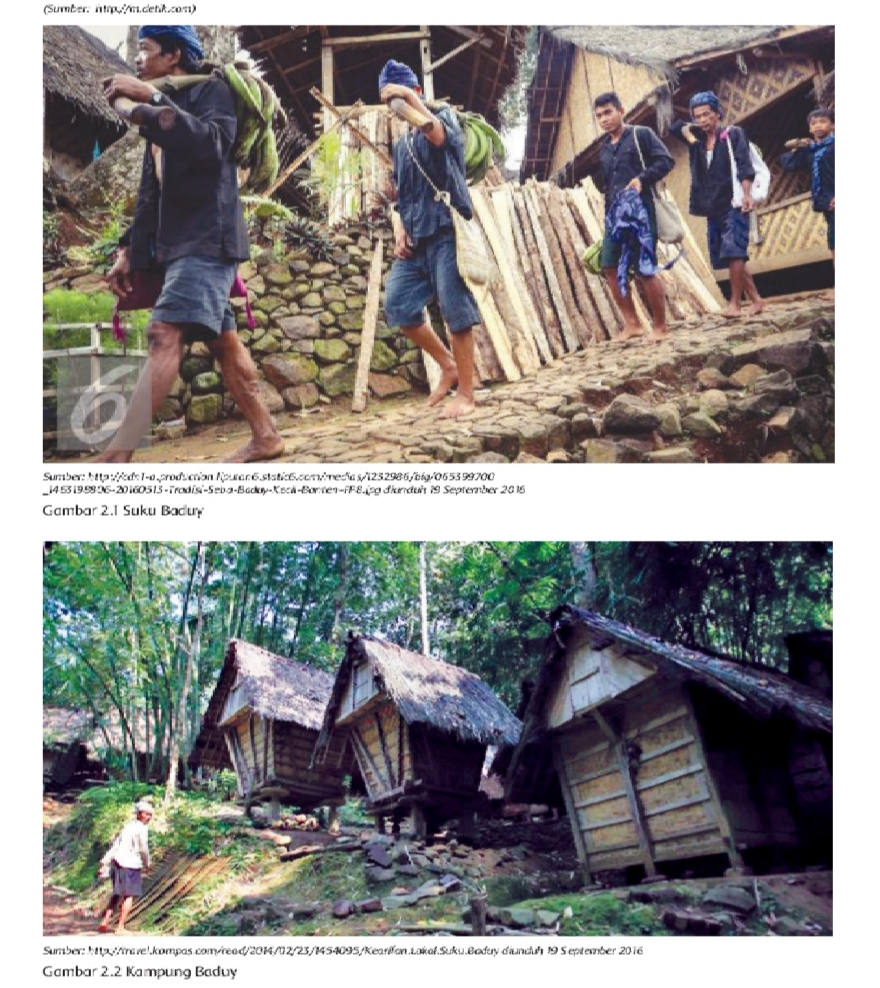 (Sumber: http://m.detik.com)
6
Sumber: http://cdn1-a.production.liputan6.static6.com/medias/1232986/big/065399700
_1463198806-20160513-Tradisi-Seba-Baduy-Kecil-Banten-FF8.jpg diunduh 19 September 2016
Gambar 2.1 Suku Baduy
Sumber: http://travel.kompas.com/read/2014/02/23/1454095/Kearifan.Lokal.Suku.Baduy diunduh 19 September 2016
Gambar 2.2 Kampung Baduy